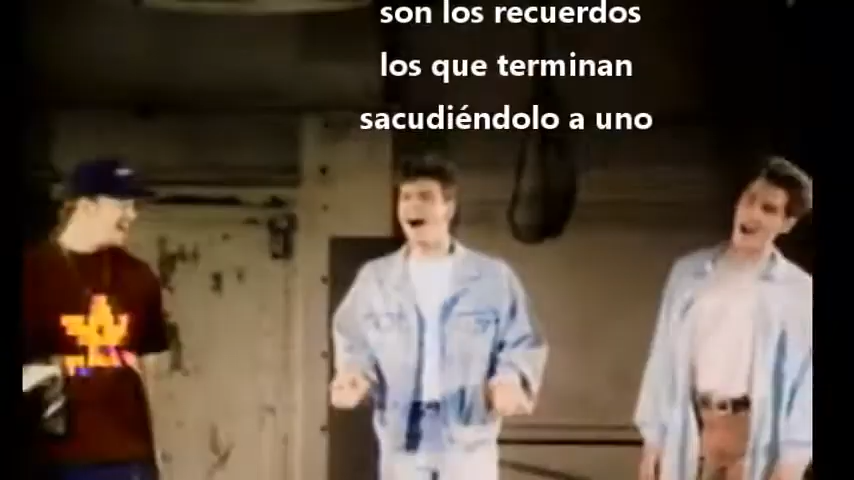 son los recuerdos
los que terminan
sacudiéndolo a uno